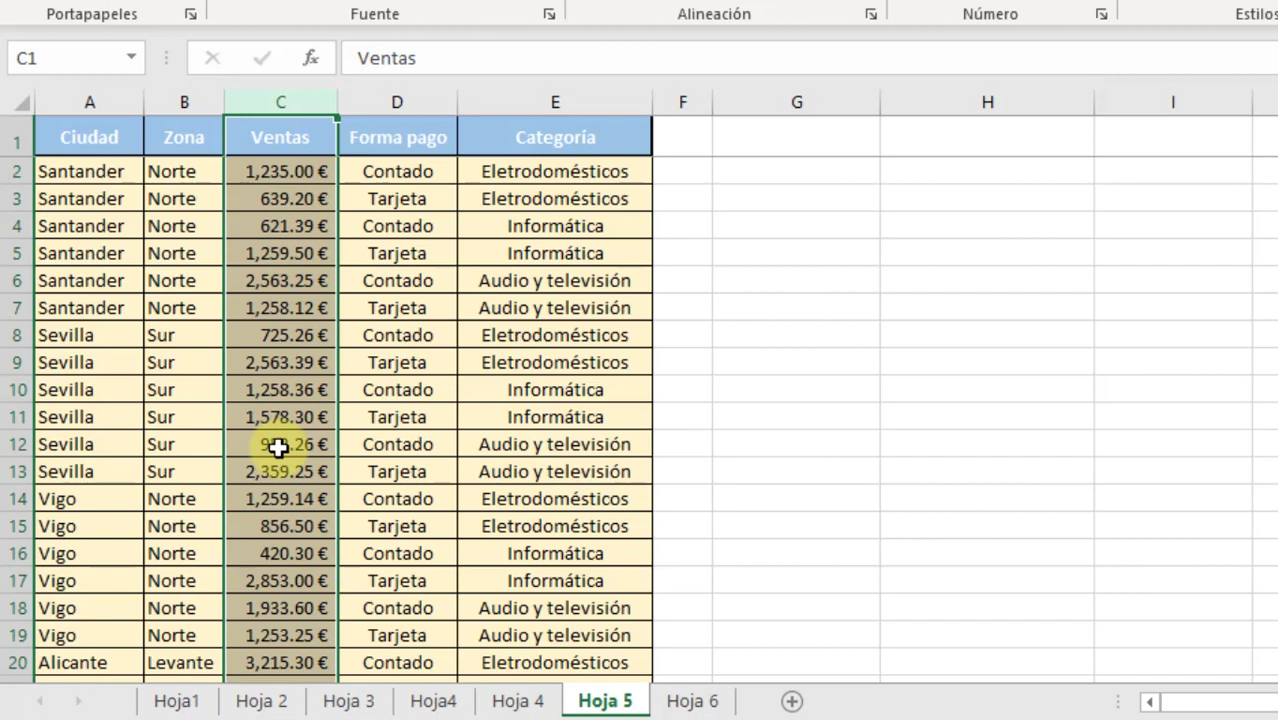 Portapapeles Fuente Alineación Número Estilos
C1 fx Ventas
A B C D E F G H I
1 Ciudad Zona Ventas Forma pago Categoría
2 Santander Norte 1,235.00 € Contado Eletrodomésticos
3 Santander Norte 639.20 € Tarjeta Eletrodomésticos
4 Santander Norte 621.39 € Contado Informática
5 Santander Norte 1,259.50 € Tarjeta Informática
6 Santander Norte 2,563.25 € Contado Audio y televisión
7 Santander Norte 1,258.12 € Tarjeta Audio y televisión
8 Sevilla Sur 725.26 € Contado Eletrodomésticos
9 Sevilla Sur 2,563.39 € Tarjeta Eletrodomésticos
10 Sevilla Sur 1,258.36 € Contado Informática
11 Sevilla Sur 1,578.30 € Tarjeta Informática
12 Sevilla Sur € Contado Audio y televisión
13 Sevilla Sur 2,359.25 € Tarjeta Audio y televisión
14 Vigo Norte 1,259.14 € Contado Eletrodomésticos
15 Vigo Norte 856.50 € Tarjeta Eletrodomésticos
16 Vigo Norte 420.30 € Contado Informática
17 Vigo Norte 2,853.00 € Tarjeta Informática
18 Vigo Norte 1,933.60 € Contado Audio y televisión
19 Vigo Norte 1,253.25 € Tarjeta Audio y televisión
20 Alicante Levante 3,215.30 € Contado Eletrodomésticos
Hoja1 Hoja 2 Hoja 3 Hoja4 Hoja 4 Hoja 5 Hoja 6